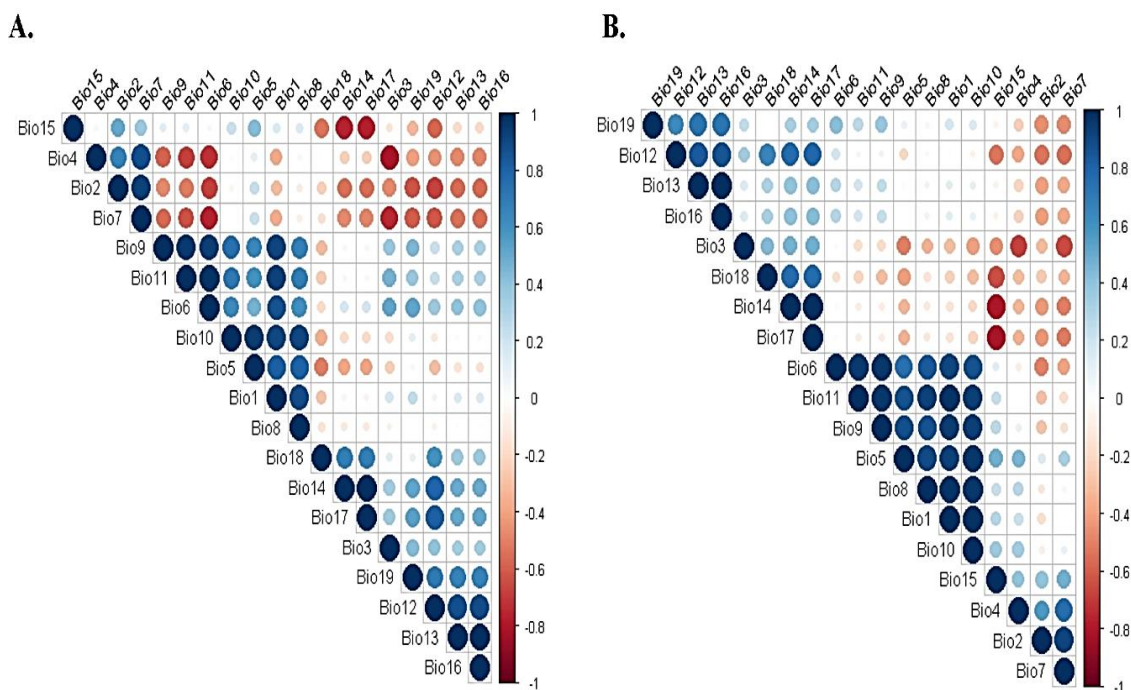 A.
Bio15 Bio4 Bio2 Bio7 Bio9 Bio11 Bio6 Bio10 Bio5 Bio1 Bio8 Bio18 Bio14 Bio17 Bio3 Bio19 Bio12 Bio13 Bio16
Bio15
Bio4
Bio2
Bio7
Bio9
Bio11
Bio6
Bio10
Bio5
Bio1
Bio8
Bio18
Bio14
Bio17
Bio3
Bio19
Bio12
Bio13
Bio16
1
0.8
0.6
0.4
0.2
0
-0.2
-0.4
-0.6
-0.8
-1
B.
Bio19 Bio12 Bio13 Bio16 Bio3 Bio18 Bio14 Bio17 Bio6 Bio11 Bio9 Bio5 Bio8 Bio1 Bio10 Bio15 Bio4 Bio2 Bio7
Bio19
Bio12
Bio13
Bio16
Bio3
Bio18
Bio14
Bio17
Bio6
Bio11
Bio9
Bio5
Bio8
Bio1
Bio10
Bio15
Bio4
Bio2
Bio7
1
0.8
0.6
0.4
0.2
0
-0.2
-0.4
-0.6
-0.8
-1